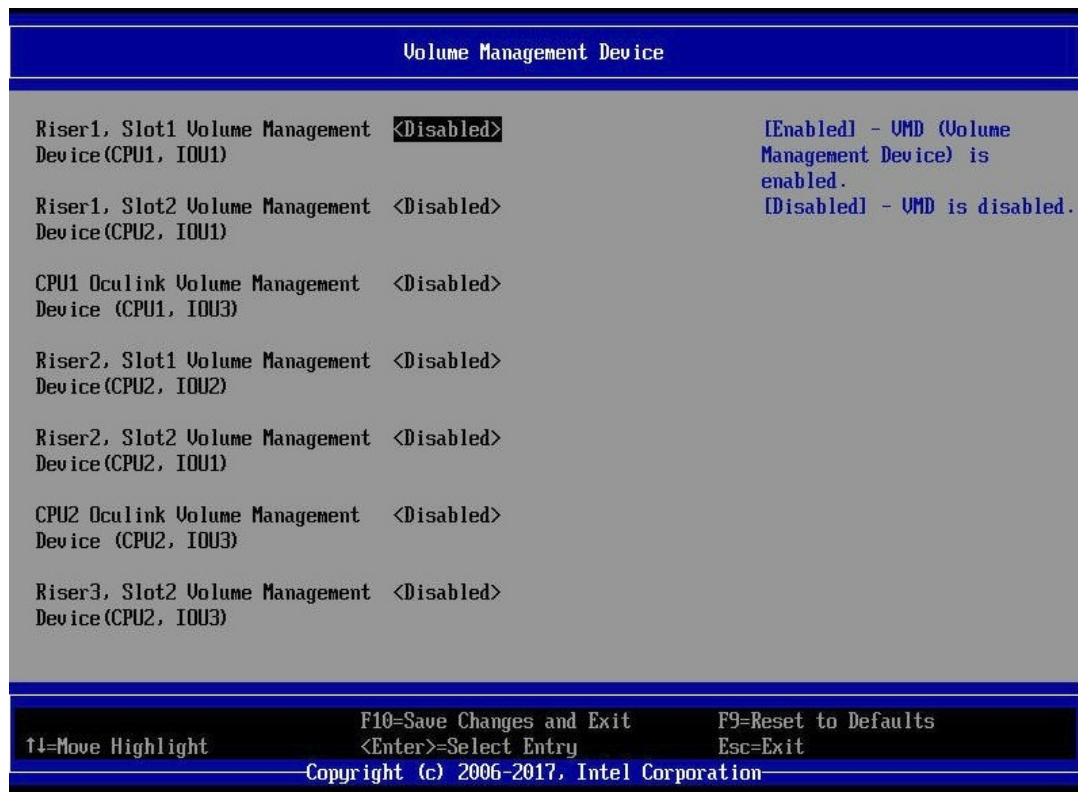 Volume Management Device
Riser1, Slot1 Volume Management <Disabled>
Device(CPU1, IOU1)
Riser1, Slot2 Volume Management <Disabled>
Device(CPU2, IOU1)
CPU1 Oculink Volume Management <Disabled>
Device (CPU1, IOU3)
Riser2, Slot1 Volume Management <Disabled>
Device(CPU2, IOU2)
Riser2, Slot2 Volume Management <Disabled>
Device(CPU2, IOU1)
CPU2 Oculink Volume Management <Disabled>
Device (CPU2, IOU3)
Riser3, Slot2 Volume Management <Disabled>
Device(CPU2, IOU3)
[Enabled] - VMD (Volume
Management Device) is
enabled.
[Disabled] - VMD is disabled.
F10=Save Changes and Exit F9=Reset to Defaults
↑↓=Move Highlight <Enter>=Select Entry Esc=Exit
Copyright (c) 2006-2017, Intel Corporation